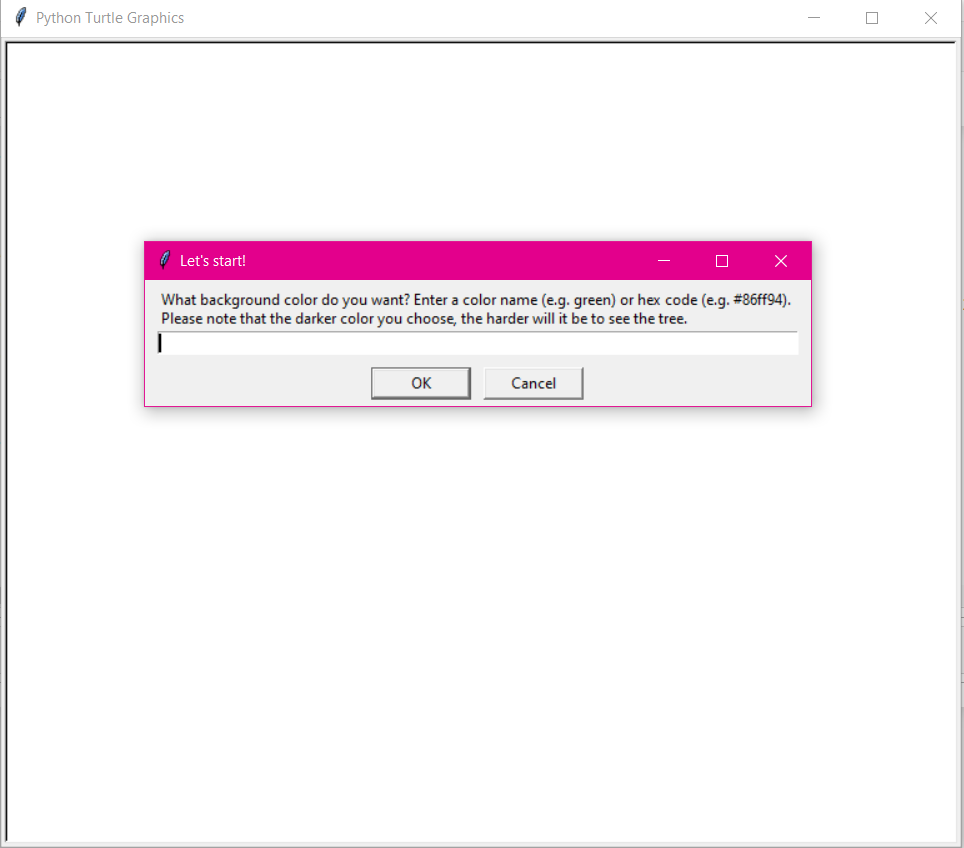 Python Turtle Graphics
Let's start!
What background color do you want? Enter a color name (e.g. green) or hex code (e.g. #86ff94).
Please note that the darker color you choose, the harder will it be to see the tree.
OK
Cancel